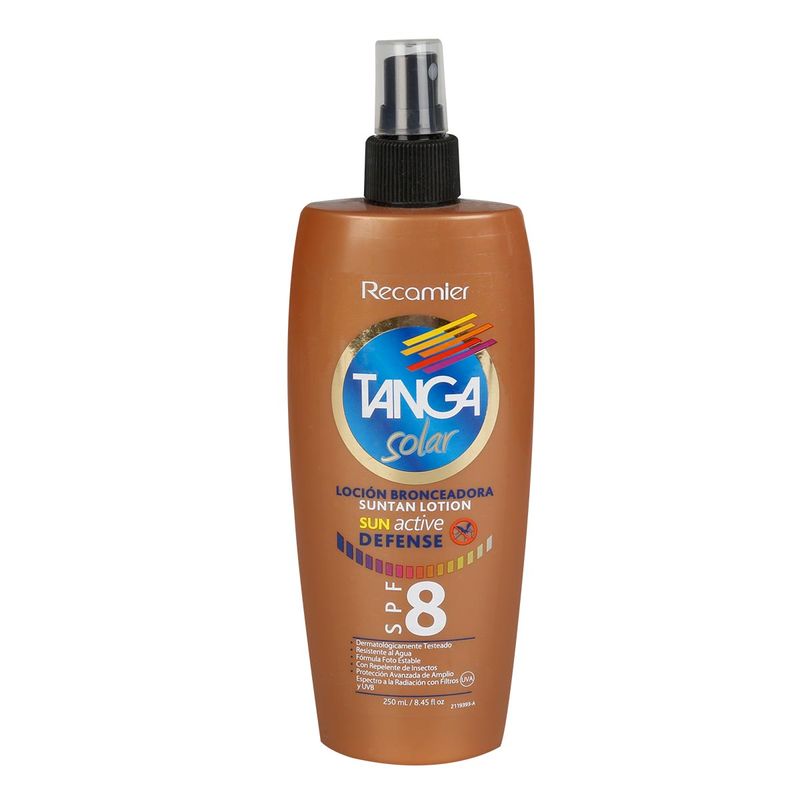 Recamier
TANGA
solar
LOCIÓN BRONCEADORA
SUNTAN LOTION
SUN active
DEFENSE
SPF 8
Dermatológicamente Testeado
Resistente al Agua
Fórmula Foto Estable
Con Repelente de Insectos
Protección Avanzada de Amplio
Espectro a la Radiación con Filtros UVA
y UVB
250 mL / 8.45 fl oz
2119393-A